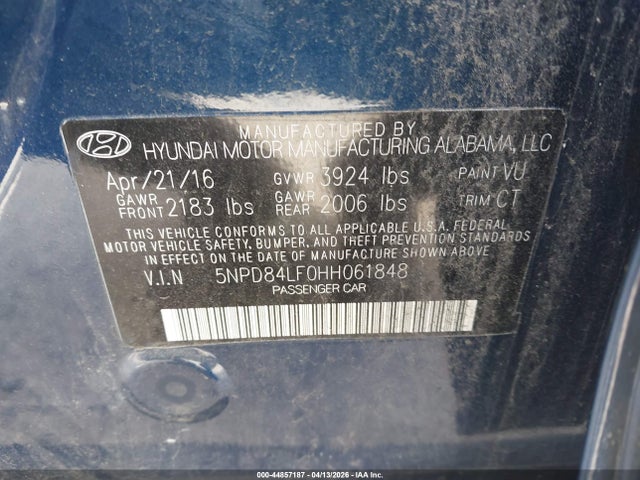 MANUFACTURED BY
HYUNDAI MOTOR MANUFACTURING ALABAMA, LLC
Apr/21/16 GVWR 3924 lbs PAINT VU
GAWR FRONT 2183 lbs GAWR REAR 2006 lbs TRIM CT
THIS VEHICLE CONFORMS TO ALL APPLICABLE U.S.A. FEDERAL
MOTOR VEHICLE SAFETY, BUMPER, AND THEFT PREVENTION STANDARDS
IN EFFECT ON THE DATE OF MANUFACTURE SHOWN ABOVE.
V.I.N 5NPD84LF0HH061848
PASSENGER CAR
000-44857187 - 04/13/2026 - IAA Inc.